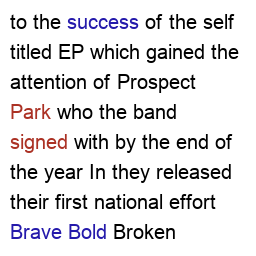 to the success of the self
titled EP which gained the
attention of Prospect
Park who the band
signed with by the end of
the year In they released
their first national effort
Brave Bold Broken